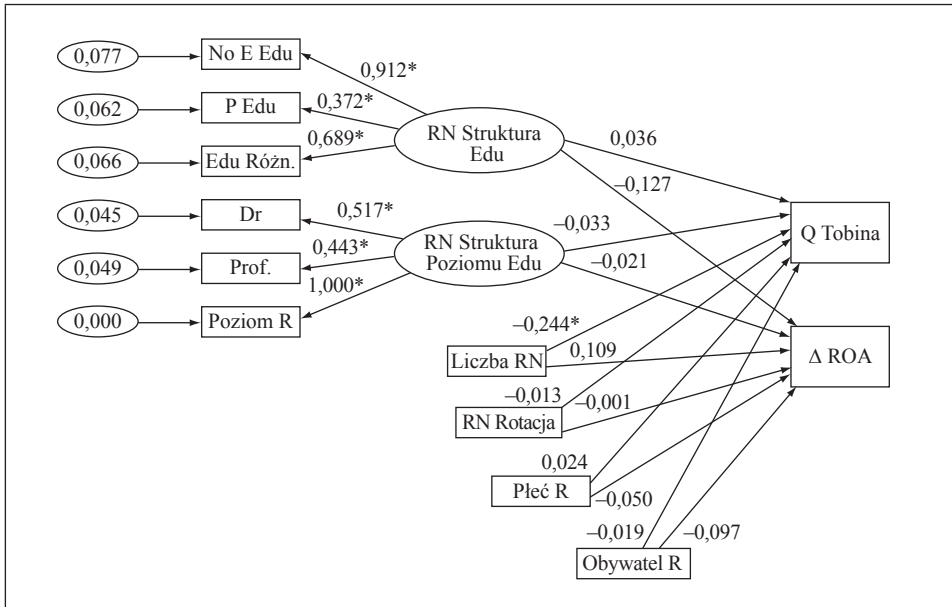 0,077
No E Edu
0,912*
0,062
P Edu
0,372*
RN Struktura
Edu
0,036
0,066
Edu Różn.
0,689*
–0,127
0,045
Dr
0,517*
–0,033
Q Tobina
RN Struktura
Poziomu Edu
0,049
Prof.
0,443*
–0,021
1,000*
0,000
Poziom R
–0,244*
Liczba RN
0,109
Δ ROA
–0,013
–0,001
RN Rotacja
0,024
Płeć R
–0,050
–0,019
–0,097
Obywatel R